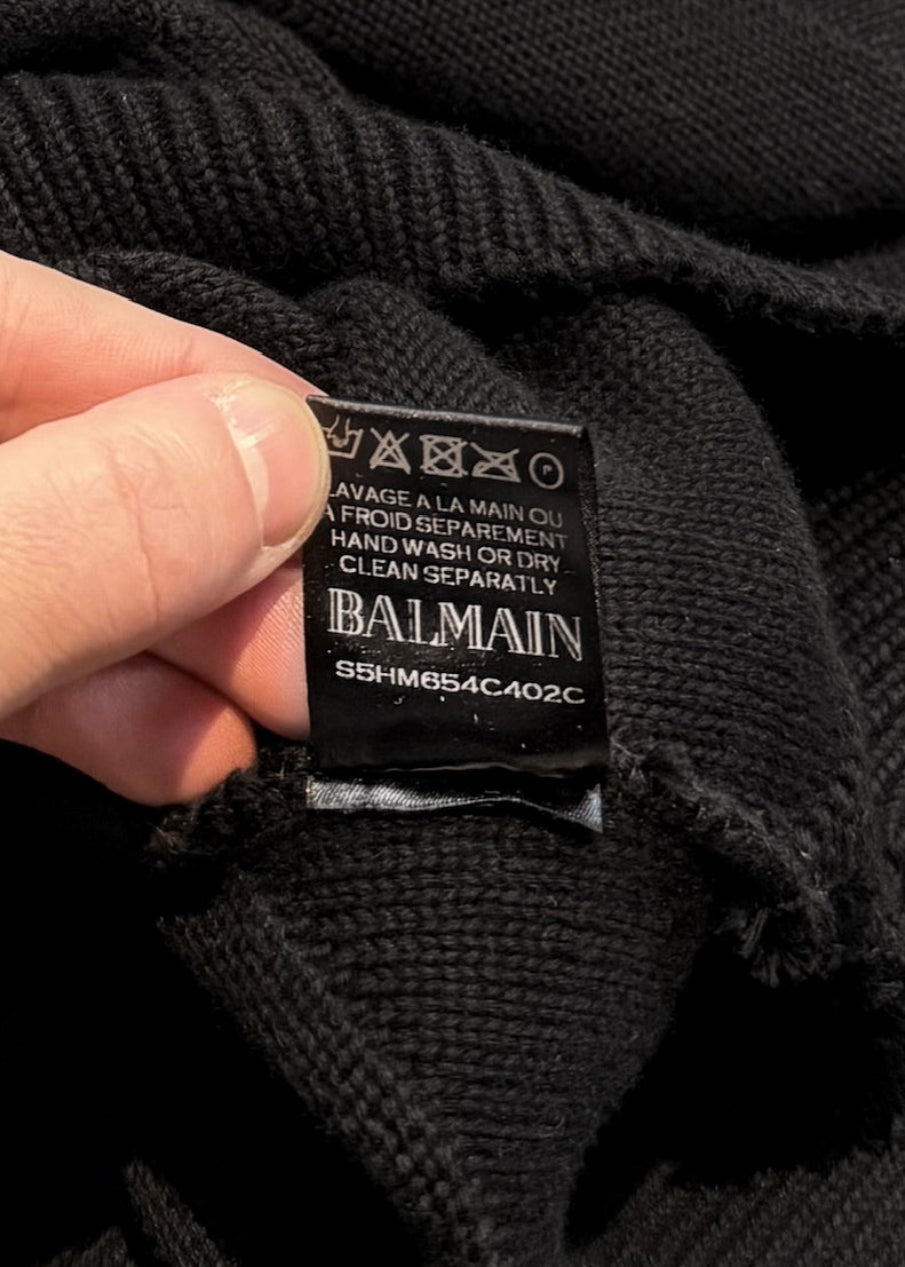 P
LAVAGE A LA MAIN OU
A FROID SEPAREMENT
HAND WASH OR DRY
CLEAN SEPARATLY
BALMAIN
S5HM654C402C